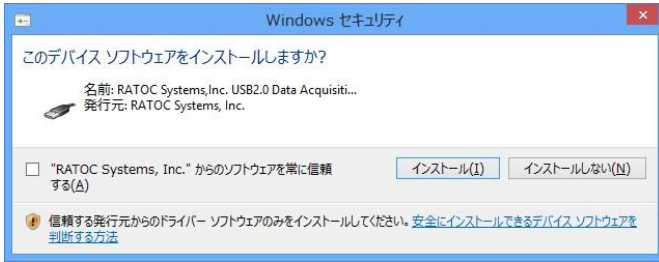 Windows セキュリティ
このデバイス ソフトウェアをインストールしますか?
名前: RATOC Systems,Inc. USB2.0 Data Acquisiti...
発行元: RATOC Systems, Inc.
"RATOC Systems, Inc." からのソフトウェアを常に信頼
する(A)
インストール(I)
インストールしない(N)
信頼する発行元からのドライバー ソフトウェアのみをインストールしてください。安全にインストールできるデバイス ソフトウェアを
判断する方法